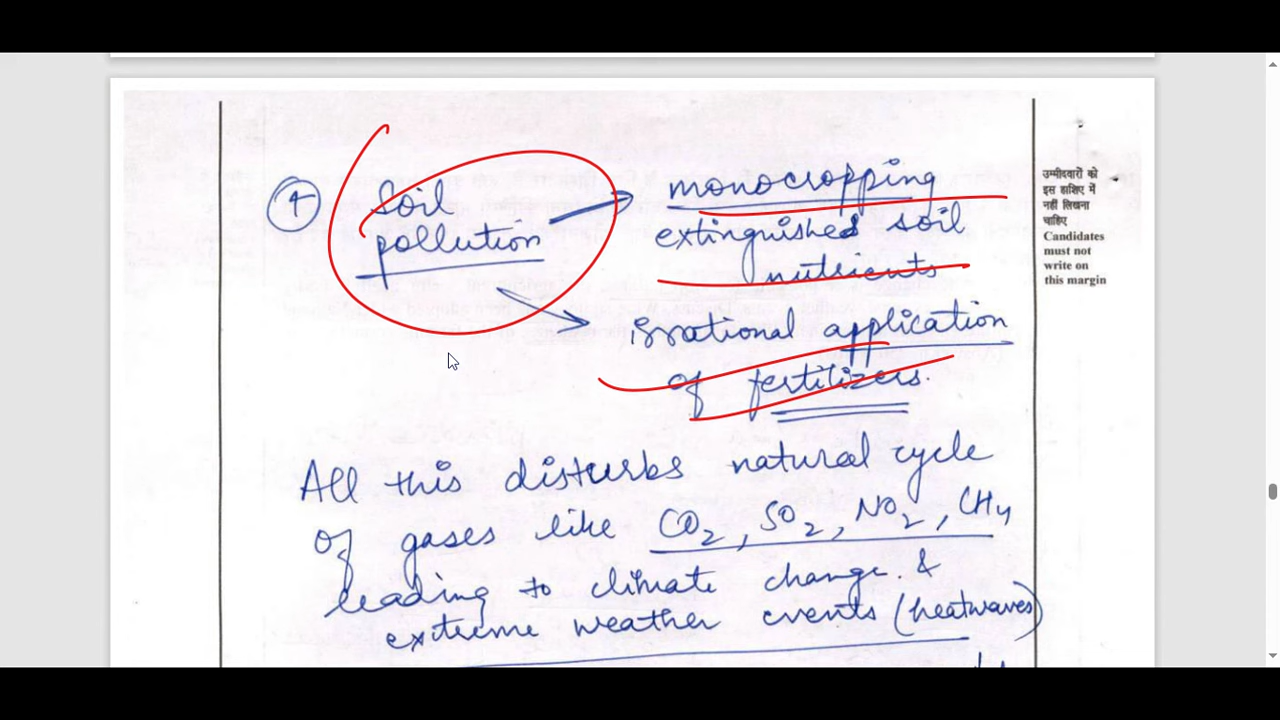 ④ Soil
pollution
monocropping
extinguished soil
nutrients
irrational application
of fertilizers.
All this disturbs natural cycle
of gases like CO₂, SO₂, NO₂, CH₄
leading to climate change. &
extreme weather events (heatwaves)
उम्मीदवारों को
इस हाशिए में
नहीं लिखना
चाहिए
Candidates
must not
write on
this margin